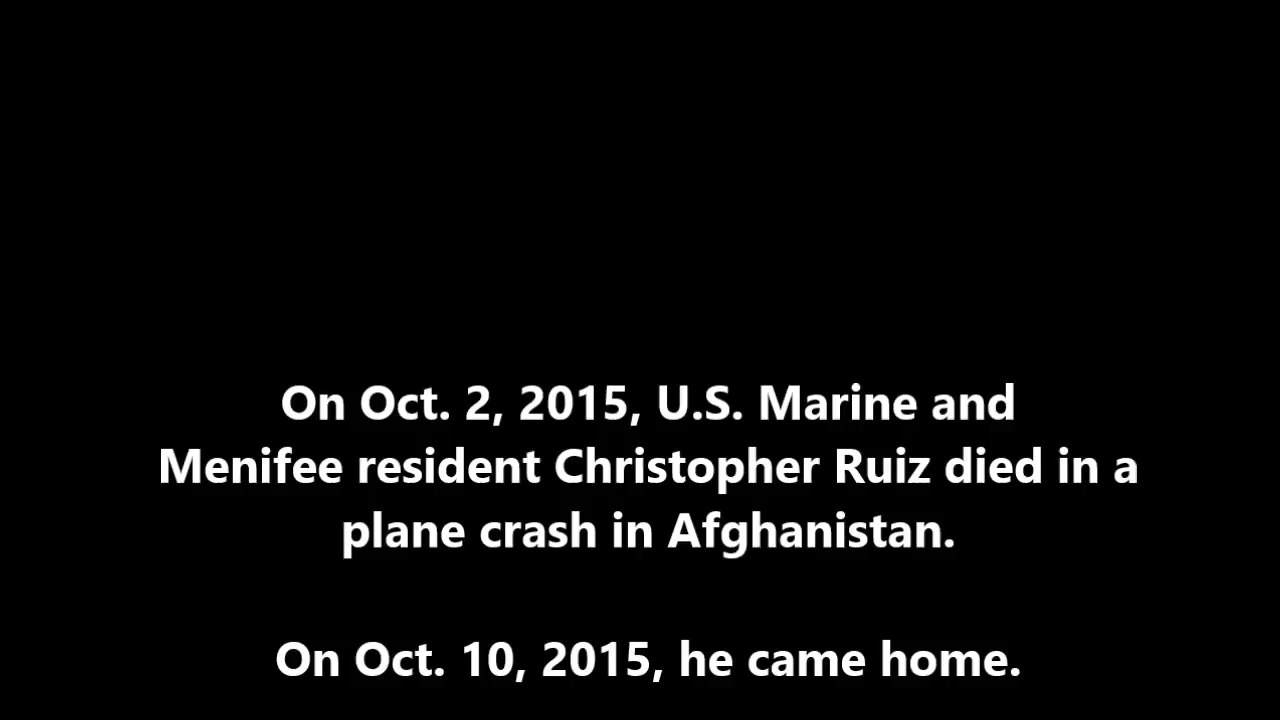 On Oct. 2, 2015, U.S. Marine and
Menifee resident Christopher Ruiz died in a
plane crash in Afghanistan.
On Oct. 10, 2015, he came home.